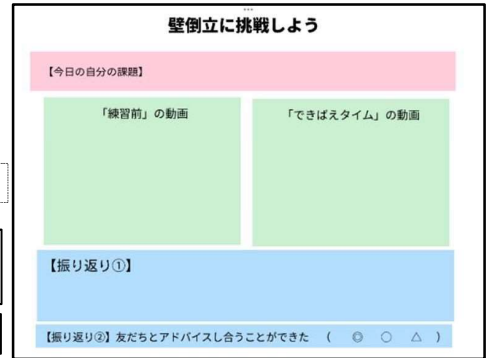 壁倒立に挑戦しよう
【今日の自分の課題】
「練習前」の動画
「できばえタイム」の動画
【振り返り①】
【振り返り②】友だちとアドバイスし合うことができた ( ◎ ○ △ )